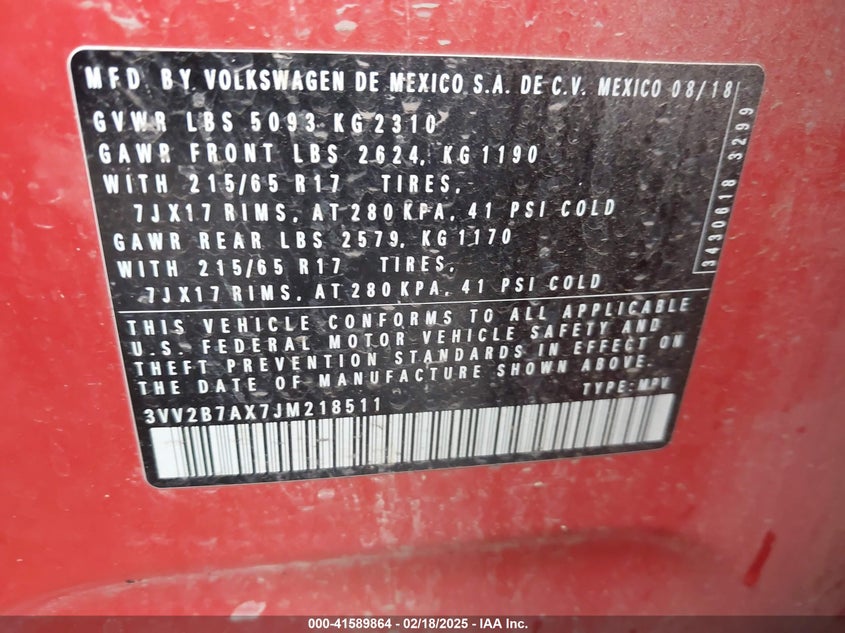 MFD BY VOLKSWAGEN DE MEXICO S.A. DE C.V. MEXICO 08/18
GVWR LBS 5093 KG 2310
GAWR FRONT LBS 2624, KG 1190
WITH 215/65 R17 TIRES,
7JX17 RIMS, AT 280 KPA, 41 PSI COLD
GAWR REAR LBS 2579, KG 1170
WITH 215/65 R17 TIRES,
7JX17 RIMS, AT 280 KPA, 41 PSI COLD
3430618 3299
THIS VEHICLE CONFORMS TO ALL APPLICABLE
U.S. FEDERAL MOTOR VEHICLE SAFETY AND
THEFT PREVENTION STANDARDS IN EFFECT ON
THE DATE OF MANUFACTURE SHOWN ABOVE.
3VV2B7AX7JM218511 TYPE: MPV
000-41589864 - 02/18/2025 - IAA Inc.